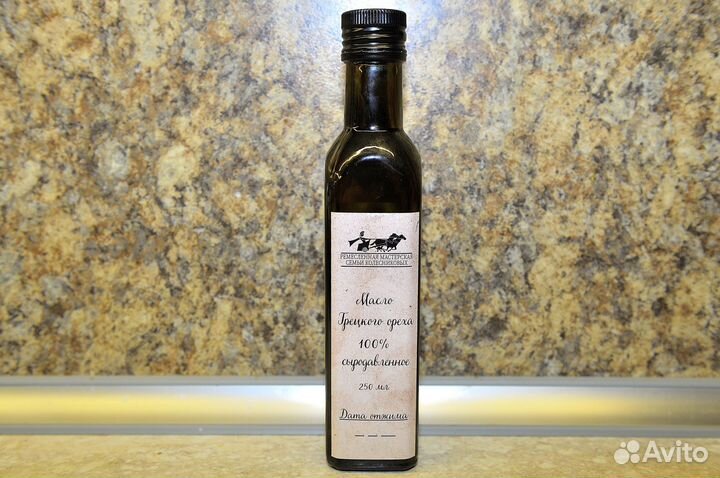 РЕМЕСЛЕННАЯ МАСТЕРСКАЯ
СЕМЬИ КОЛЕСНИКОВЫХ
Масло
Грецкого ореха
100%
сыродавленное
250 мл
Дата отжима:
Avito